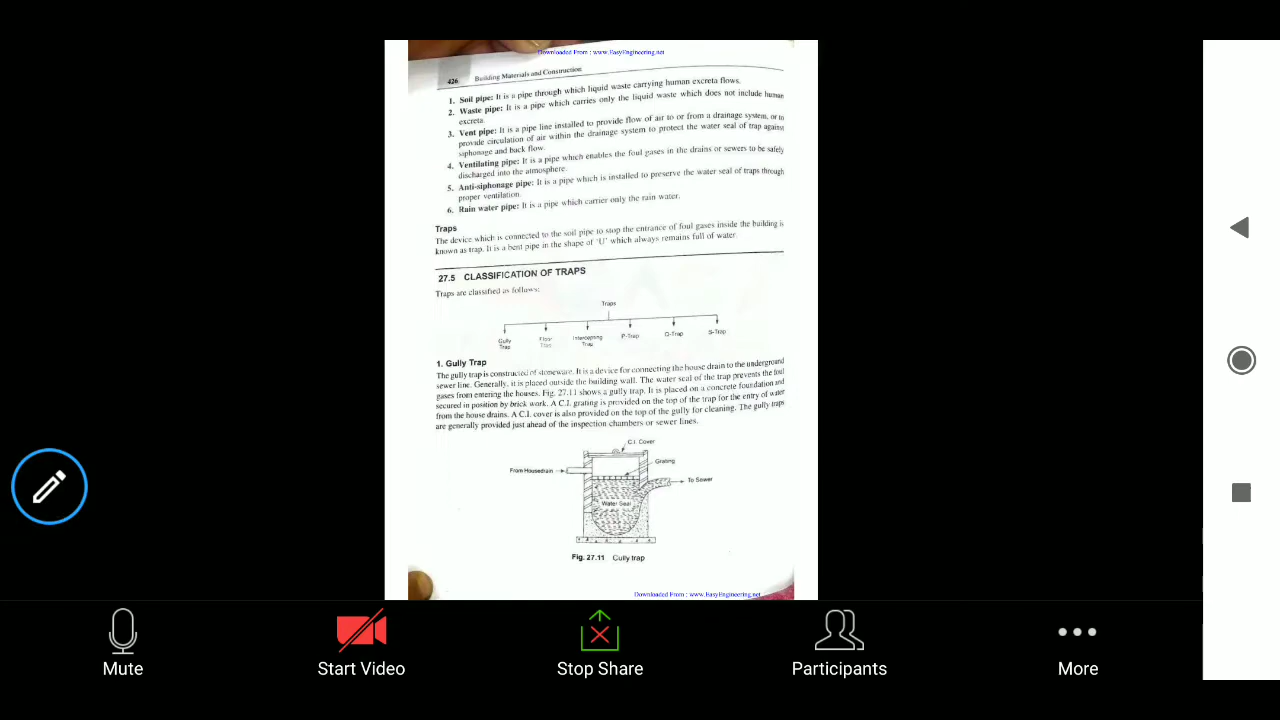 Downloaded From : www.EasyEngineering.net
426 Building Materials and Construction
1. Soil pipe: It is a pipe through which liquid waste carrying human excreta flows.
2. Waste pipe: It is a pipe which carries only the liquid waste which does not include human
excreta.
3. Vent pipe: It is a pipe line installed to provide flow of air to or from a drainage system, or to
provide circulation of air within the drainage system to protect the water seal of trap against
siphonage and back flow.
4. Ventilating pipe: It is a pipe which enables the foul gases in the drains or sewers to be safely
discharged into the atmosphere.
5. Anti-siphonage pipe: It is a pipe which is installed to preserve the water seal of traps through
proper ventilation.
6. Rain water pipe: It is a pipe which carrier only the rain water.
Traps
The device which is connected to the soil pipe to stop the entrance of foul gases inside the building is
known as trap. It is a bent pipe in the shape of 'U' which always remains full of water.
27.5 CLASSIFICATION OF TRAPS
Traps are classified as follows:
Traps
Gully Trap
Floor Trap
Intercepting Trap
P-Trap
Q-Trap
S-Trap
1. Gully Trap
The gully trap is constructed of stoneware. It is a device for connecting the house drain to the underground
sewer line. Generally, it is placed outside the building wall. The water seal of the trap prevents the foul
gases from entering the houses. Fig. 27.11 shows a gully trap. It is placed on a concrete foundation and
secured in position by brick work. A C.I. grating is provided on the top of the trap for the entry of water
from the house drains. A C.I. cover is also provided on the top of the gully for cleaning. The gully traps
are generally provided just ahead of the inspection chambers or sewer lines.
C.I. Cover
From Housedrain
Grating
To Sewer
Water Seal
Fig. 27.11 Gully trap
Downloaded From : www.EasyEngineering.net
Mute
Start Video
Stop Share
Participants
More